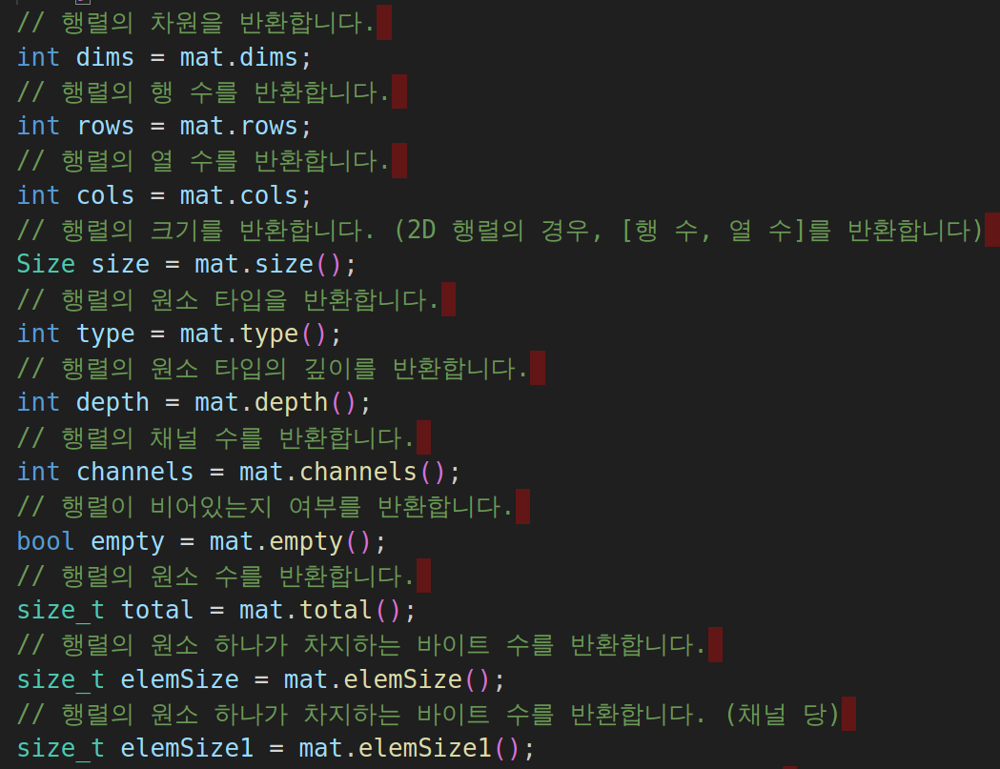 // 행렬의 차원을 반환합니다.
int dims = mat.dims;
// 행렬의 행 수를 반환합니다.
int rows = mat.rows;
// 행렬의 열 수를 반환합니다.
int cols = mat.cols;
// 행렬의 크기를 반환합니다. (2D 행렬의 경우, [행 수, 열 수]를 반환합니다)
Size size = mat.size();
// 행렬의 원소 타입을 반환합니다.
int type = mat.type();
// 행렬의 원소 타입의 깊이를 반환합니다.
int depth = mat.depth();
// 행렬의 채널 수를 반환합니다.
int channels = mat.channels();
// 행렬이 비어있는지 여부를 반환합니다.
bool empty = mat.empty();
// 행렬의 원소 수를 반환합니다.
size_t total = mat.total();
// 행렬의 원소 하나가 차지하는 바이트 수를 반환합니다.
size_t elemSize = mat.elemSize();
// 행렬의 원소 하나가 차지하는 바이트 수를 반환합니다. (채널 당)
size_t elemSize1 = mat.elemSize1();